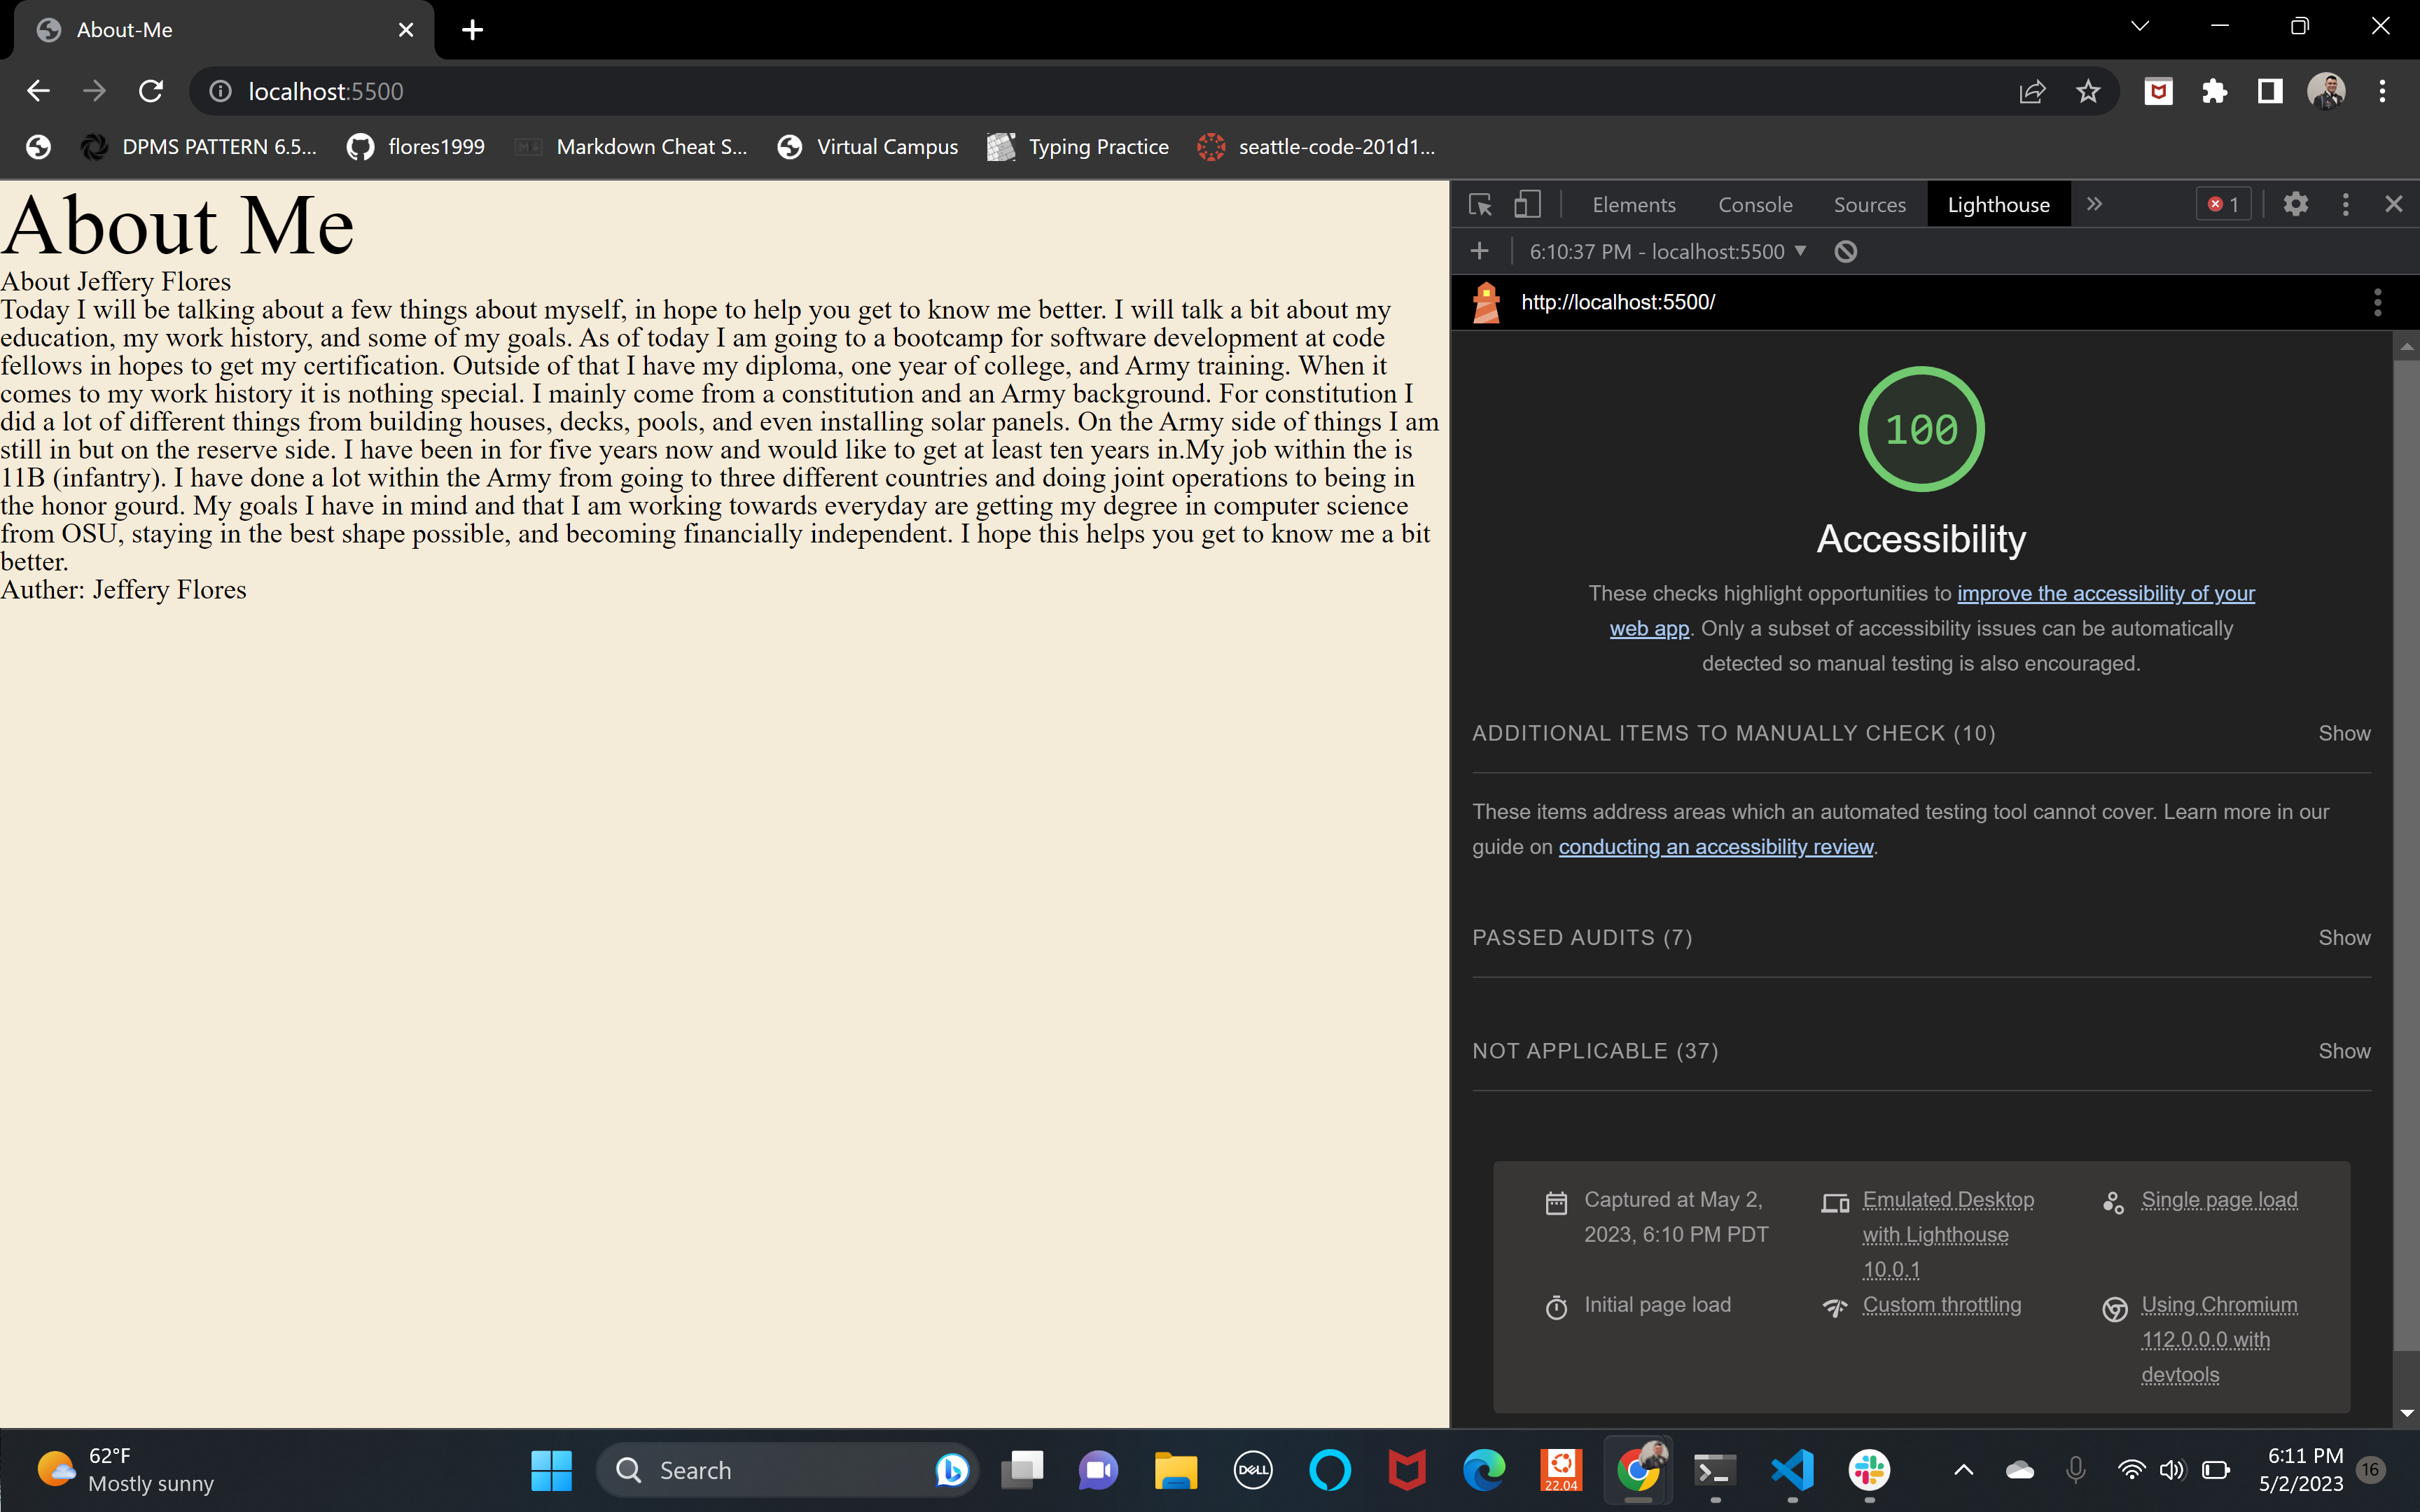 About-Me
localhost:5500
DPMS PATTERN 6.5...
flores1999
Markdown Cheat S...
Virtual Campus
Typing Practice
seattle-code-201d1...
About Me
About Jeffery Flores
Today I will be talking about a few things about myself, in hope to help you get to know me better. I will talk a bit about my
education, my work history, and some of my goals. As of today I am going to a bootcamp for software development at code
fellows in hopes to get my certification. Outside of that I have my diploma, one year of college, and Army training. When it
comes to my work history it is nothing special. I mainly come from a constitution and an Army background. For constitution I
did a lot of different things from building houses, decks, pools, and even installing solar panels. On the Army side of things I am
still in but on the reserve side. I have been in for five years now and would like to get at least ten years in.My job within the is
11B (infantry). I have done a lot within the Army from going to three different countries and doing joint operations to being in
the honor gourd. My goals I have in mind and that I am working towards everyday are getting my degree in computer science
from OSU, staying in the best shape possible, and becoming financially independent. I hope this helps you get to know me a bit
better.
Auther: Jeffery Flores
Elements
Console
Sources
Lighthouse
1
6:10:37 PM - localhost:5500
http://localhost:5500/
100
Accessibility
These checks highlight opportunities to improve the accessibility of your
web app. Only a subset of accessibility issues can be automatically
detected so manual testing is also encouraged.
ADDITIONAL ITEMS TO MANUALLY CHECK (10)
Show
These items address areas which an automated testing tool cannot cover. Learn more in our
guide on conducting an accessibility review.
PASSED AUDITS (7)
Show
NOT APPLICABLE (37)
Show
Captured at May 2,
2023, 6:10 PM PDT
Emulated Desktop
with Lighthouse
10.0.1
Single page load
Initial page load
Custom throttling
Using Chromium
112.0.0.0 with
devtools
62°F
Mostly sunny
Search
DELL
22.04
6:11 PM
5/2/2023
16